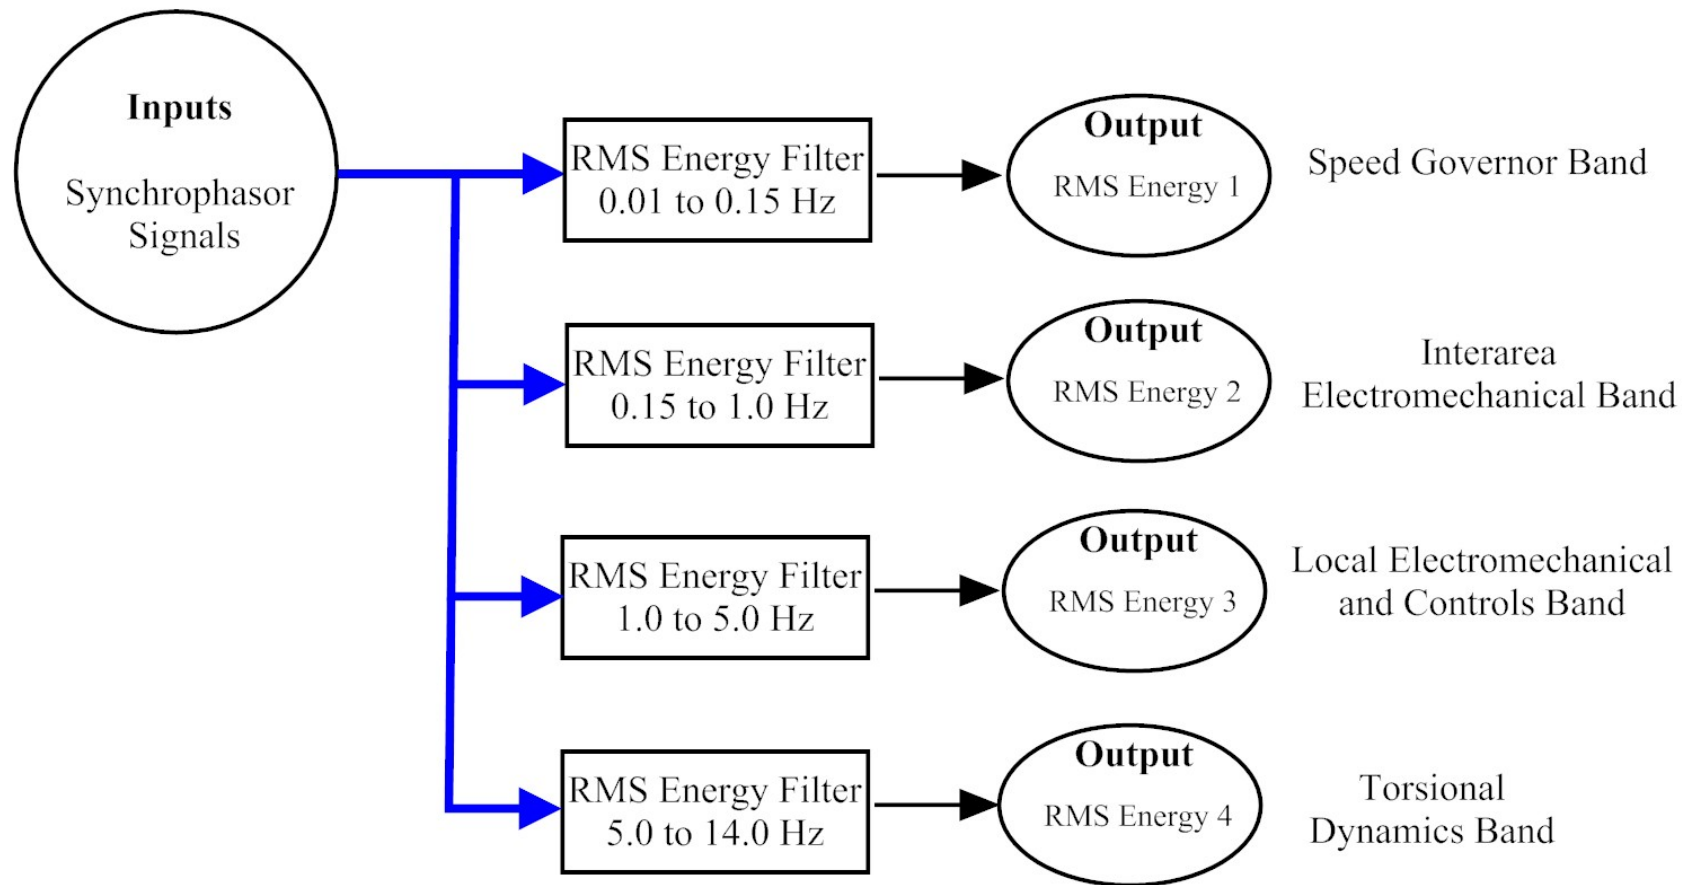 Inputs
Synchrophasor
Signals
RMS Energy Filter
0.01 to 0.15 Hz
Output
RMS Energy 1
Speed Governor Band
RMS Energy Filter
0.15 to 1.0 Hz
Output
RMS Energy 2
Interarea
Electromechanical Band
RMS Energy Filter
1.0 to 5.0 Hz
Output
RMS Energy 3
Local Electromechanical
and Controls Band
RMS Energy Filter
5.0 to 14.0 Hz
Output
RMS Energy 4
Torsional
Dynamics Band